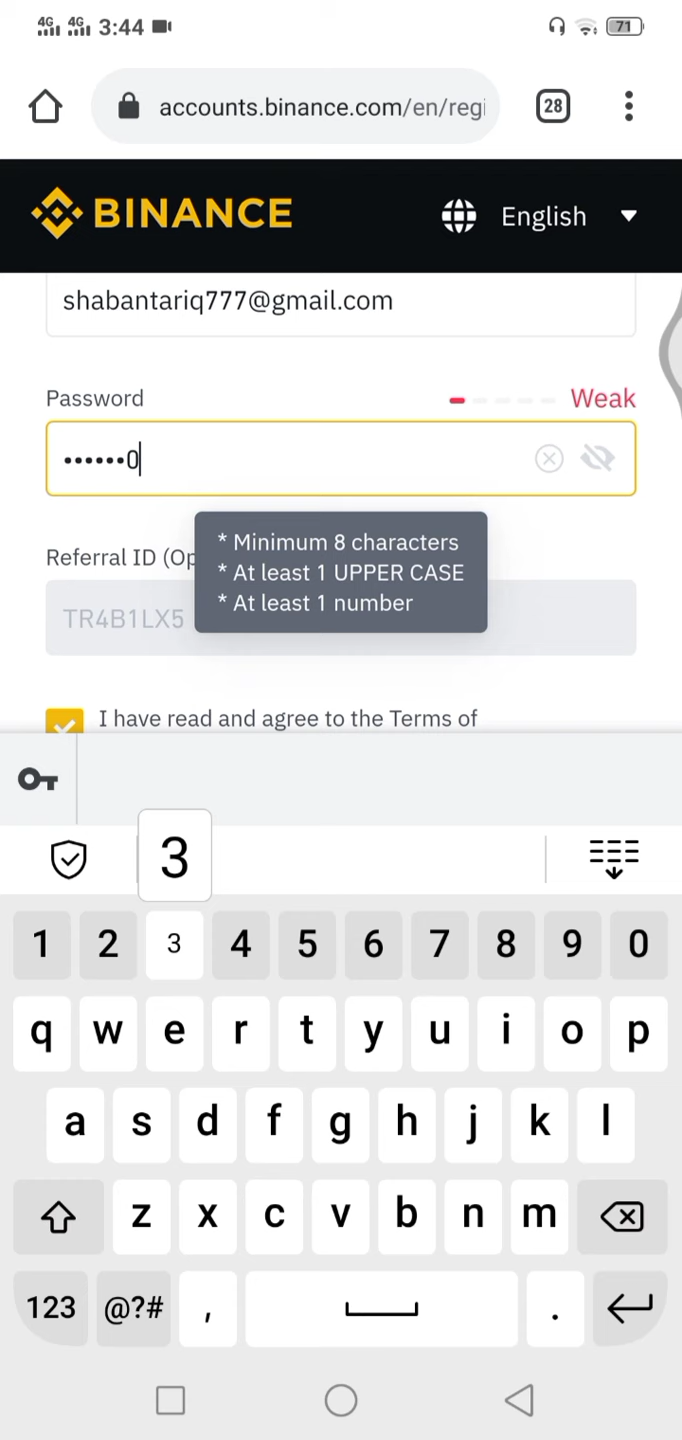 4G 4G 3:44 71
accounts.binance.com/en/regi 28
BINANCE English
shabantariq777@gmail.com
Password Weak
••••••0
* Minimum 8 characters
* At least 1 UPPER CASE
* At least 1 number
Referral ID (Op
TR4B1LX5
I have read and agree to the Terms of
3
1 2 3 4 5 6 7 8 9 0
q w e r t y u i o p
a s d f g h j k l
z x c v b n m
123 @?# , .